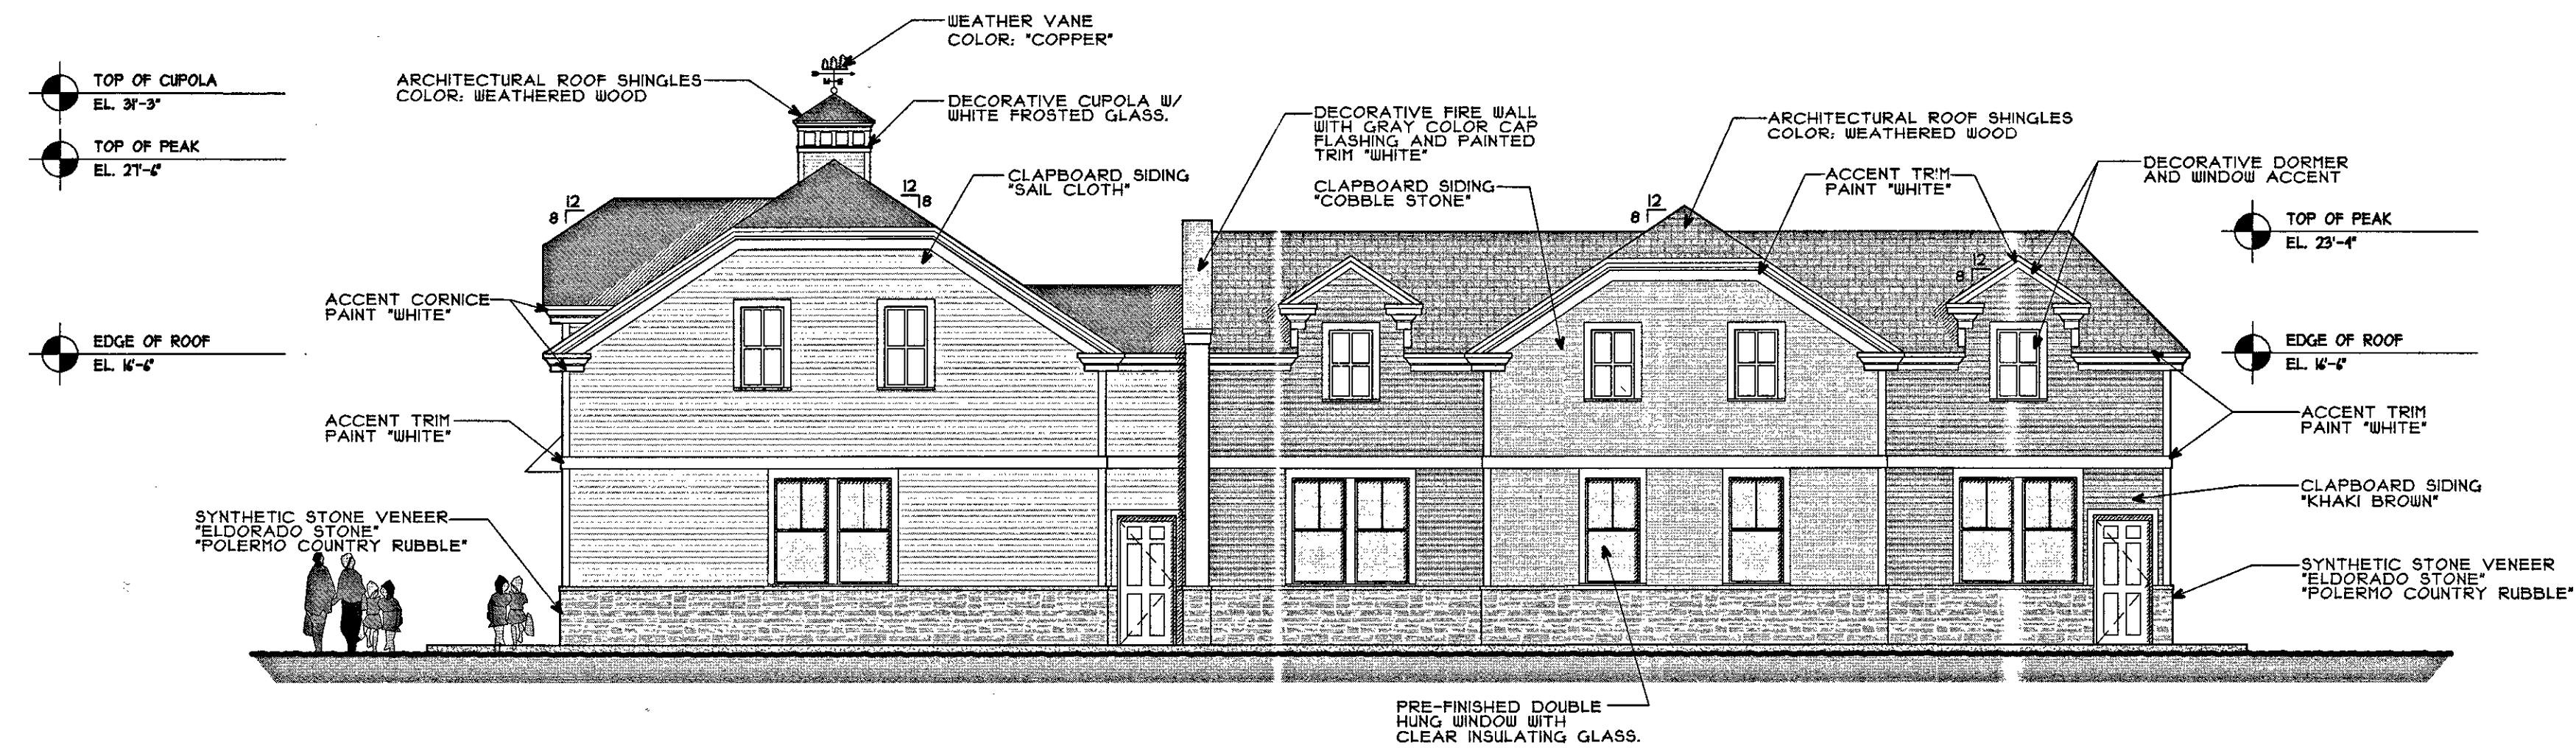 WEATHER VANE
COLOR: "COPPER"
TOP OF CUPOLA
EL. 31'-3"
ARCHITECTURAL ROOF SHINGLES
COLOR: WEATHERED WOOD
DECORATIVE CUPOLA W/
WHITE FROSTED GLASS.
TOP OF PEAK
EL. 27'-6"
DECORATIVE FIRE WALL
WITH GRAY COLOR CAP
FLASHING AND PAINTED
TRIM "WHITE"
ARCHITECTURAL ROOF SHINGLES
COLOR: WEATHERED WOOD
DECORATIVE DORMER
AND WINDOW ACCENT
CLAPBOARD SIDING
"SAIL CLOTH"
CLAPBOARD SIDING
"COBBLE STONE"
ACCENT TRIM
PAINT "WHITE"
12
8
12
8
12
8
12
8
TOP OF PEAK
EL. 23'-4"
ACCENT CORNICE
PAINT "WHITE"
EDGE OF ROOF
EL. 16'-6"
EDGE OF ROOF
EL. 16'-6"
ACCENT TRIM
PAINT "WHITE"
ACCENT TRIM
PAINT "WHITE"
CLAPBOARD SIDING
"KHAKI BROWN"
SYNTHETIC STONE VENEER
"ELDORADO STONE"
"POLERMO COUNTRY RUBBLE"
SYNTHETIC STONE VENEER
"ELDORADO STONE"
"POLERMO COUNTRY RUBBLE"
PRE-FINISHED DOUBLE
HUNG WINDOW WITH
CLEAR INSULATING GLASS.